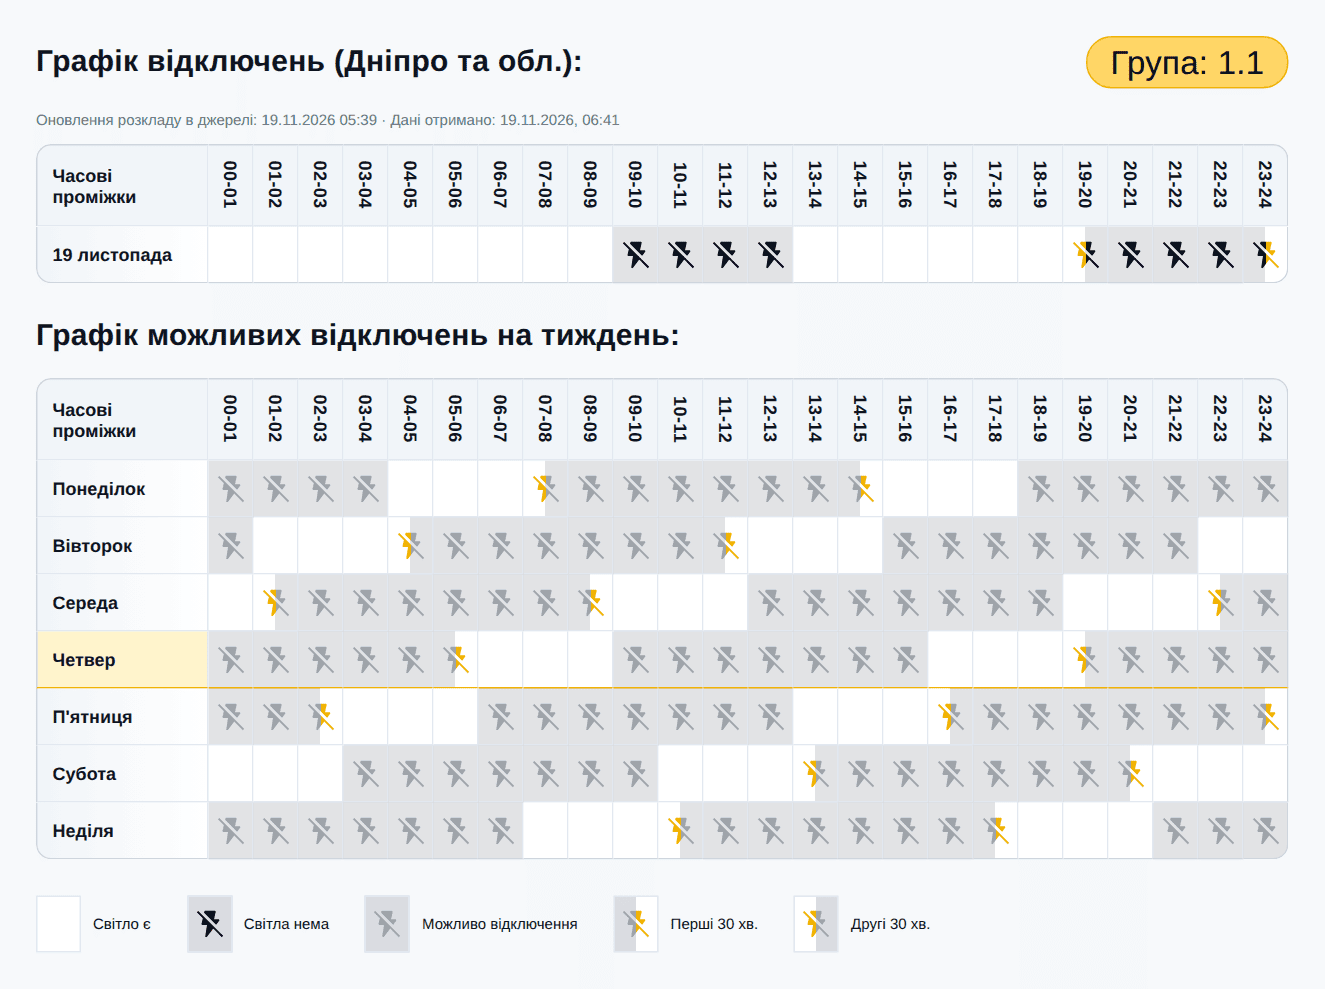 Графік відключень (Дніпро та обл.):
Група: 1.1
Оновлення розкладу в джерелі: 19.11.2026 05:39 · Дані отримано: 19.11.2026, 06:41
Часові проміжки 00-01 01-02 02-03 03-04 04-05 05-06 06-07 07-08 08-09 09-10 10-11 11-12 12-13 13-14 14-15 15-16 16-17 17-18 18-19 19-20 20-21 21-22 22-23 23-24
19 листопада
Графік можливих відключень на тиждень:
Часові проміжки 00-01 01-02 02-03 03-04 04-05 05-06 06-07 07-08 08-09 09-10 10-11 11-12 12-13 13-14 14-15 15-16 16-17 17-18 18-19 19-20 20-21 21-22 22-23 23-24
Понеділок
Вівторок
Середа
Четвер
П'ятниця
Субота
Неділя
Світло є Світла нема Можливо відключення Перші 30 хв. Другі 30 хв.